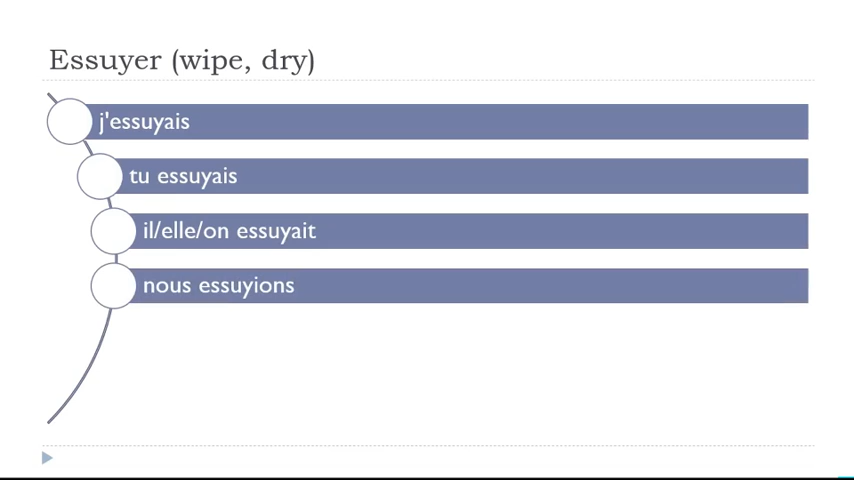 Essuyer (wipe, dry)
j'essuyais
tu essuyais
il/elle/on essuyait
nous essuyions